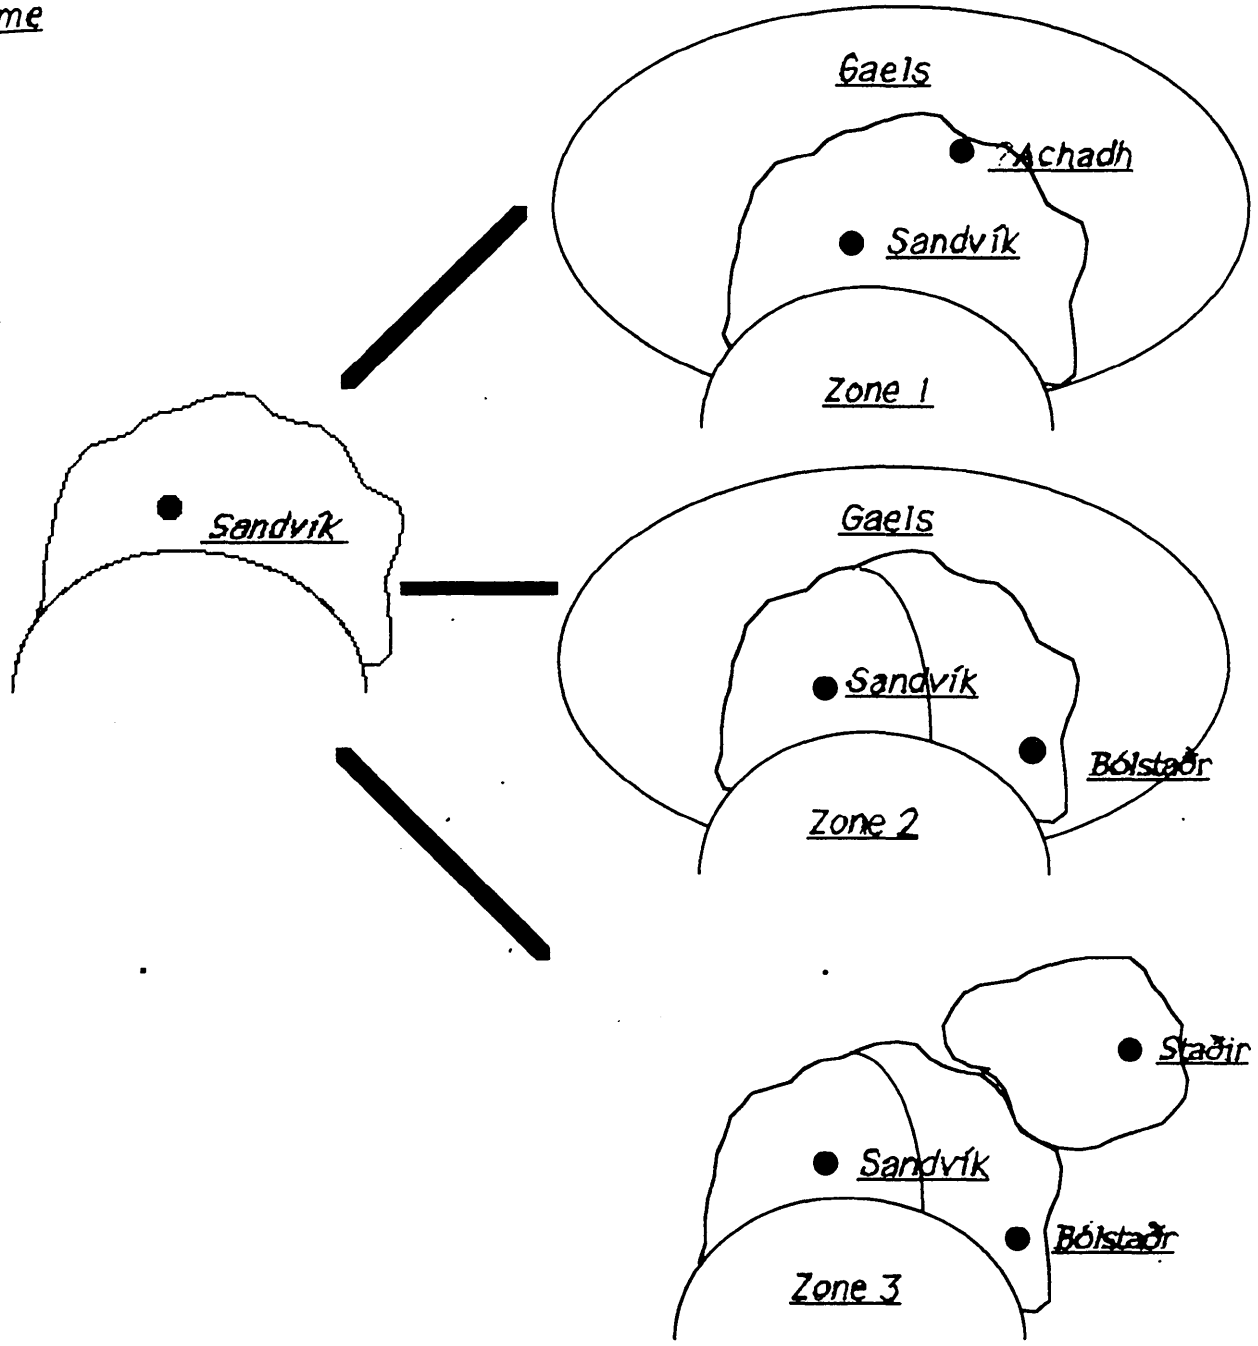 me
Gaels
?Achadh
Sandvík
Zone 1
Sandvík
Gaels
Sandvík
Bólstaðr
Zone 2
Staðir
Sandvík
Bólstaðr
Zone 3